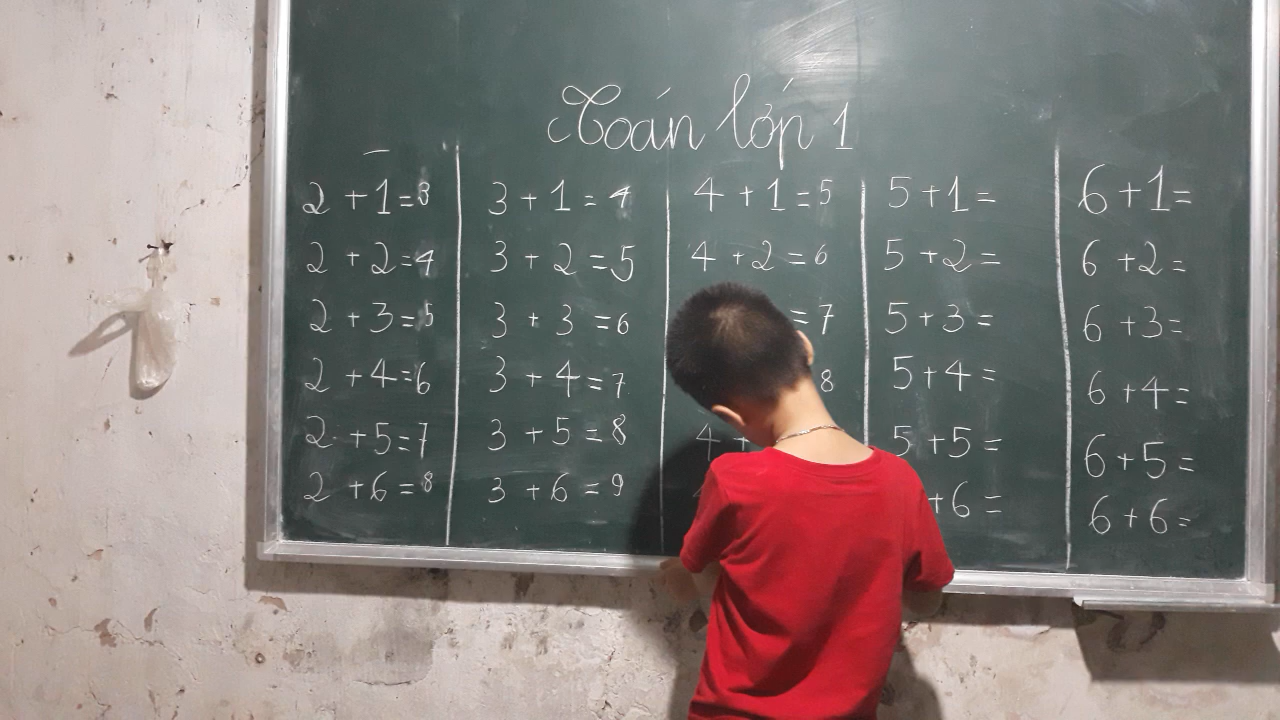 Toán lớp 1
2 + 1 = 3
2 + 2 = 4
2 + 3 = 5
2 + 4 = 6
2 + 5 = 7
2 + 6 = 8
3 + 1 = 4
3 + 2 = 5
3 + 3 = 6
3 + 4 = 7
3 + 5 = 8
3 + 6 = 9
4 + 1 = 5
4 + 2 = 6
= 7
8
4 +
5 + 1 =
5 + 2 =
5 + 3 =
5 + 4 =
5 + 5 =
+ 6 =
6 + 1 =
6 + 2 =
6 + 3 =
6 + 4 =
6 + 5 =
6 + 6 =